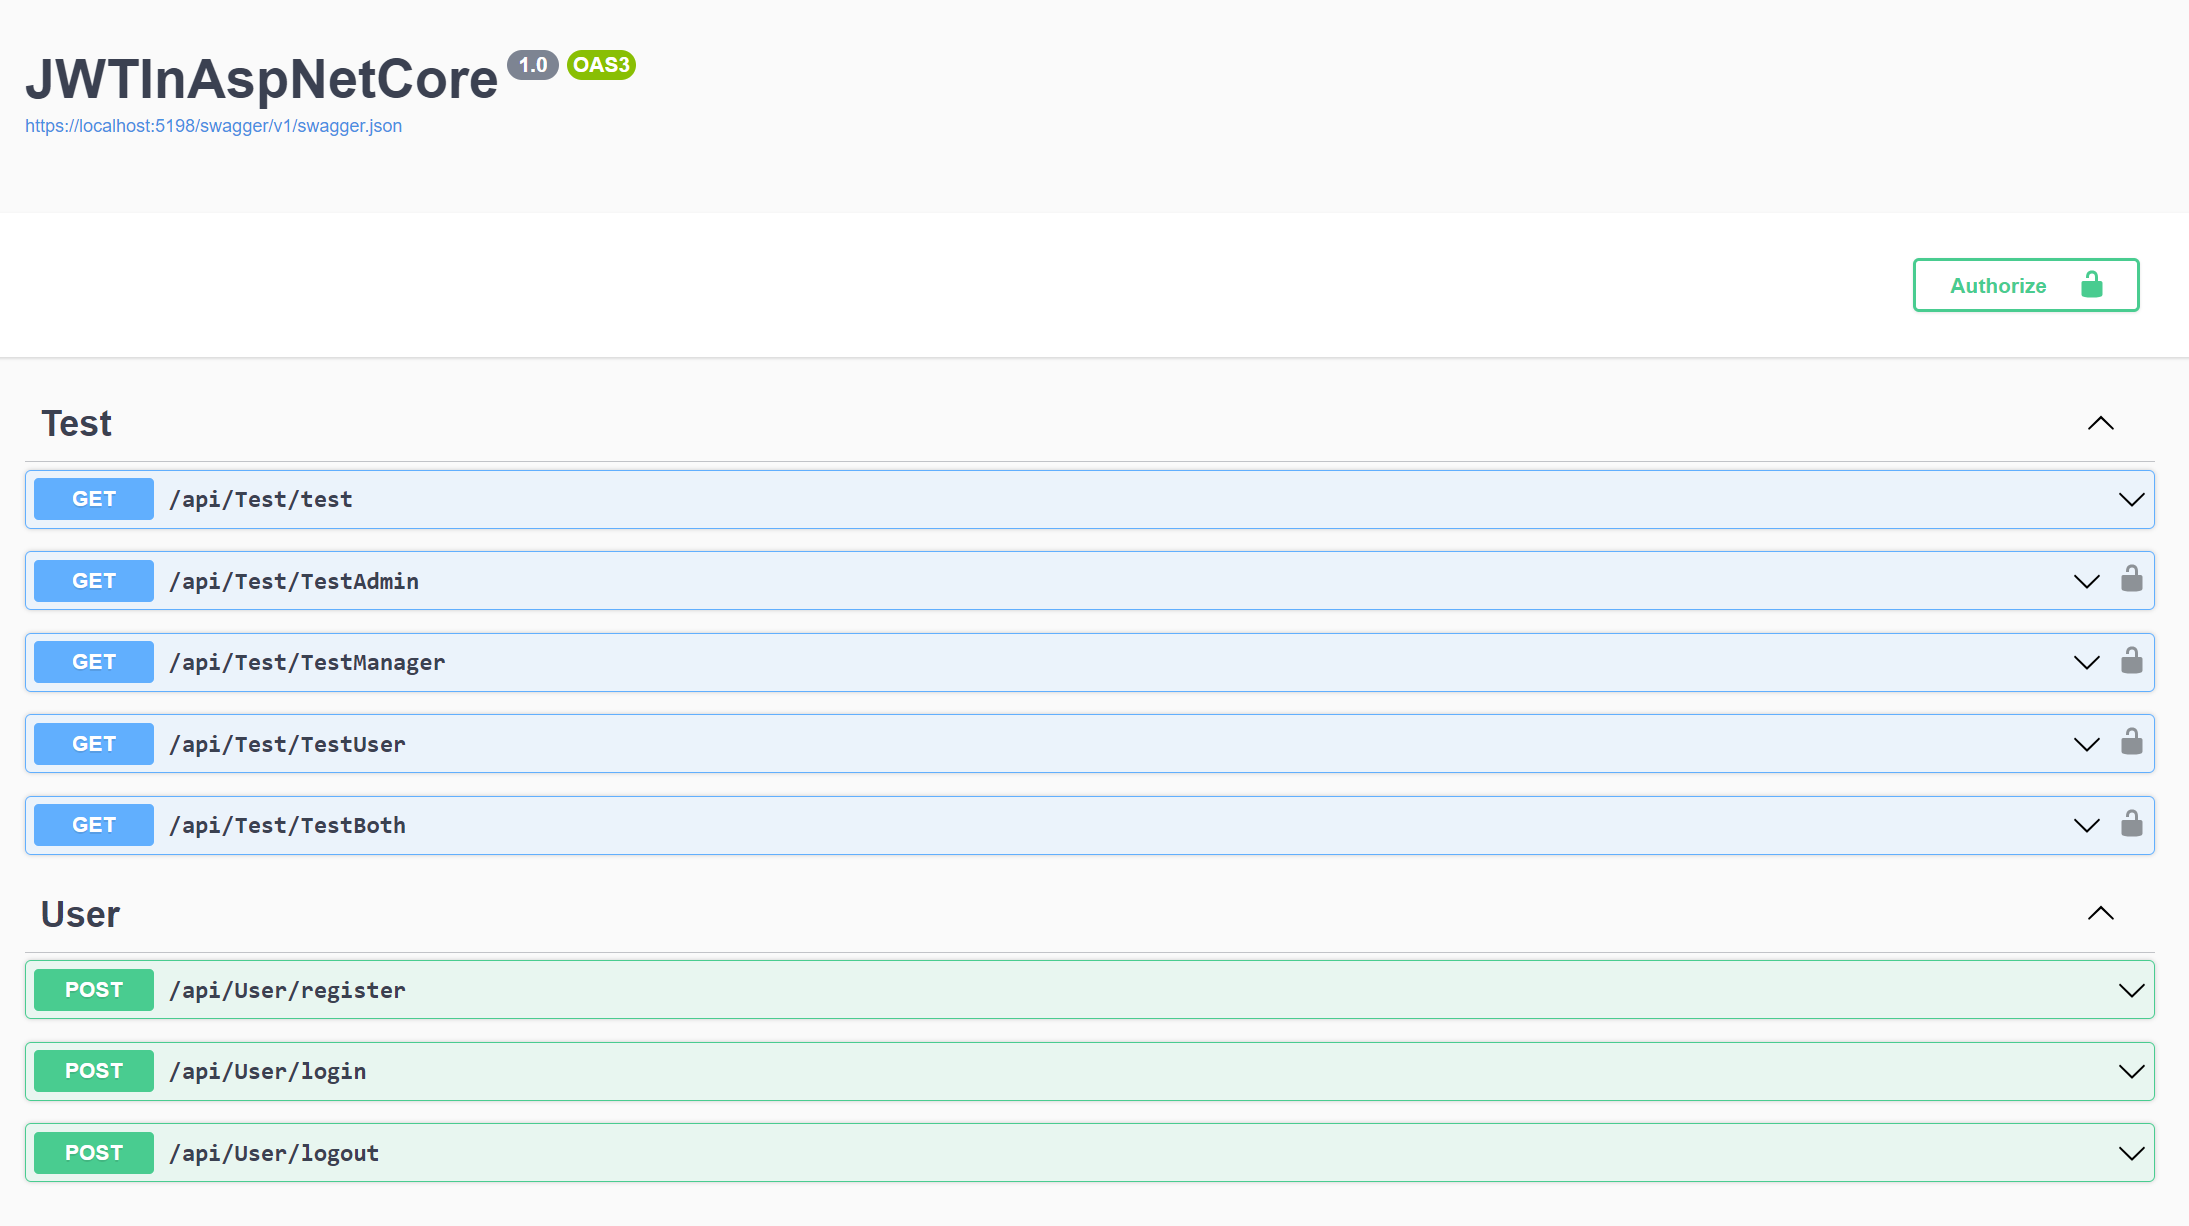 JWTInAspNetCore 1.0 OAS3
https://localhost:5198/swagger/v1/swagger.json
Authorize
Test
GET /api/Test/test
GET /api/Test/TestAdmin
GET /api/Test/TestManager
GET /api/Test/TestUser
GET /api/Test/TestBoth
User
POST /api/User/register
POST /api/User/login
POST /api/User/logout